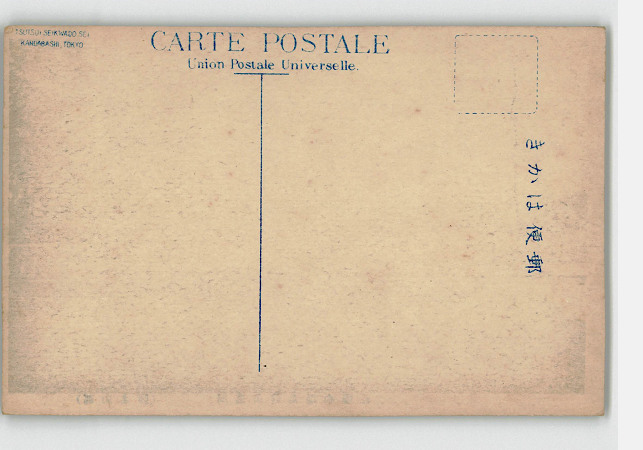 TSUTSUI SEIKWADO SEI
KANDABASHI, TOKYO
CARTE POSTALE
Union Postale Universelle.
きかは便郵